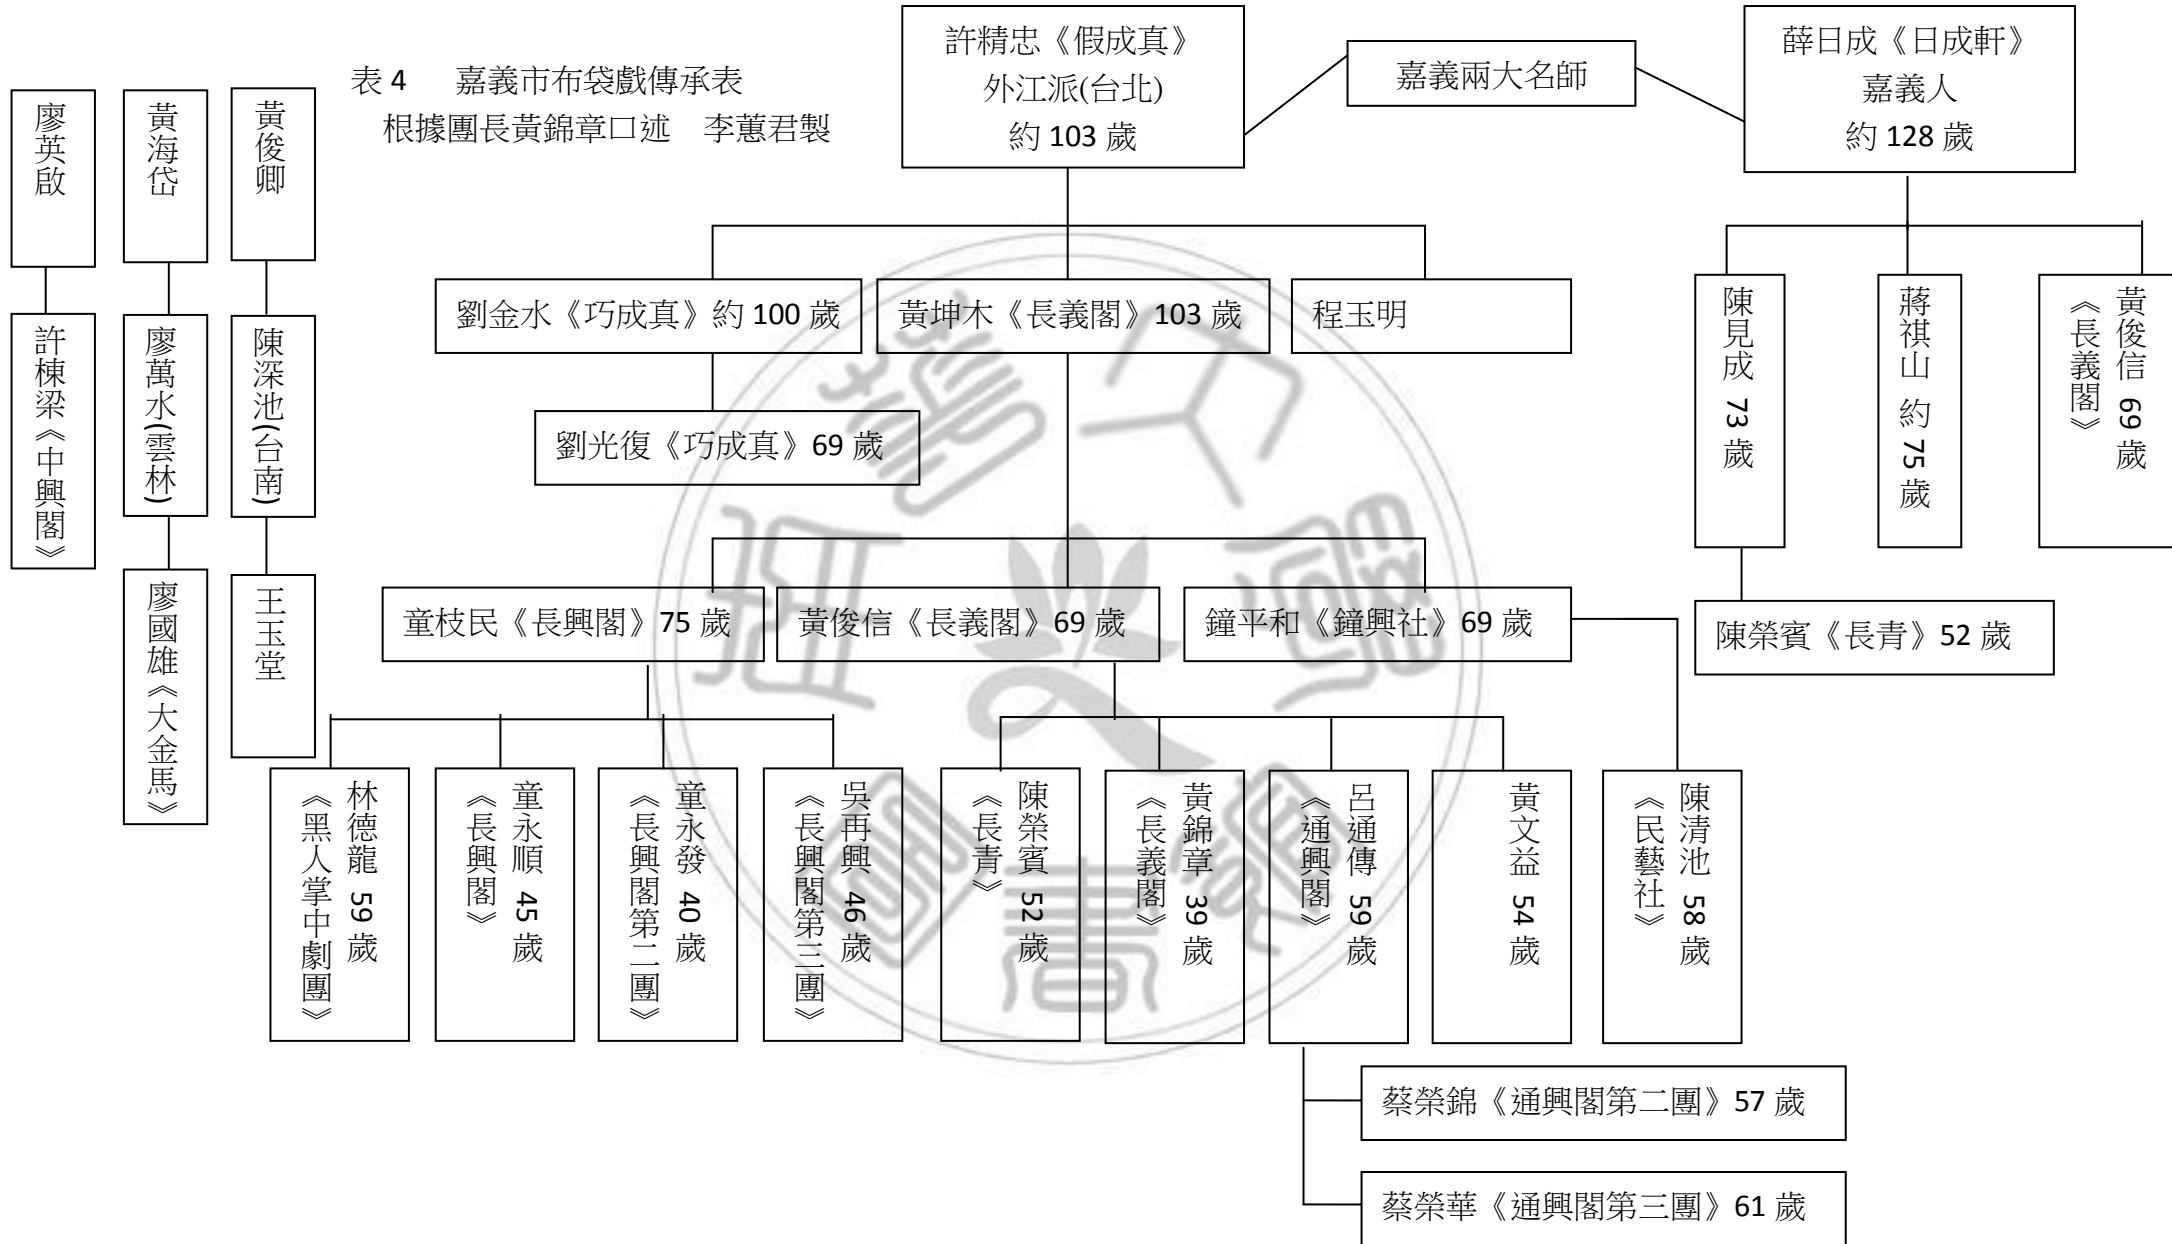 表 4 嘉義市布袋戲傳承表
根據團長黃錦章口述 李蕙君製
許精忠《假成真》
外江派(台北)
約 103 歲
嘉義兩大名師
薛日成《日成軒》
嘉義人
約 128 歲
廖英啟
黃海岱
黃俊卿
許棟梁《中興閣》
廖萬水(雲林)
陳深池(台南)
廖國雄《大金馬》
王玉堂
劉金水《巧成真》約 100 歲
黃坤木《長義閣》103 歲
程玉明
劉光復《巧成真》69 歲
陳見成 73 歲
蔣祺山 約 75 歲
黃俊信 69 歲
《長義閣》
童枝民《長興閣》75 歲
黃俊信《長義閣》69 歲
鐘平和《鐘興社》69 歲
陳榮賓《長青》52 歲
林德龍 59 歲
《黑人掌中劇團》
童永順 45 歲
《長興閣》
童永發 40 歲
《長興閣第二團》
吳再興 46 歲
《長興閣第三團》
陳榮賓 52 歲
《長青》
黃錦章 39 歲
《長義閣》
呂通傳 59 歲
《通興閣》
黃文益 54 歲
陳清池 58 歲
《民藝社》
蔡榮錦《通興閣第二團》57 歲
蔡榮華《通興閣第三團》61 歲